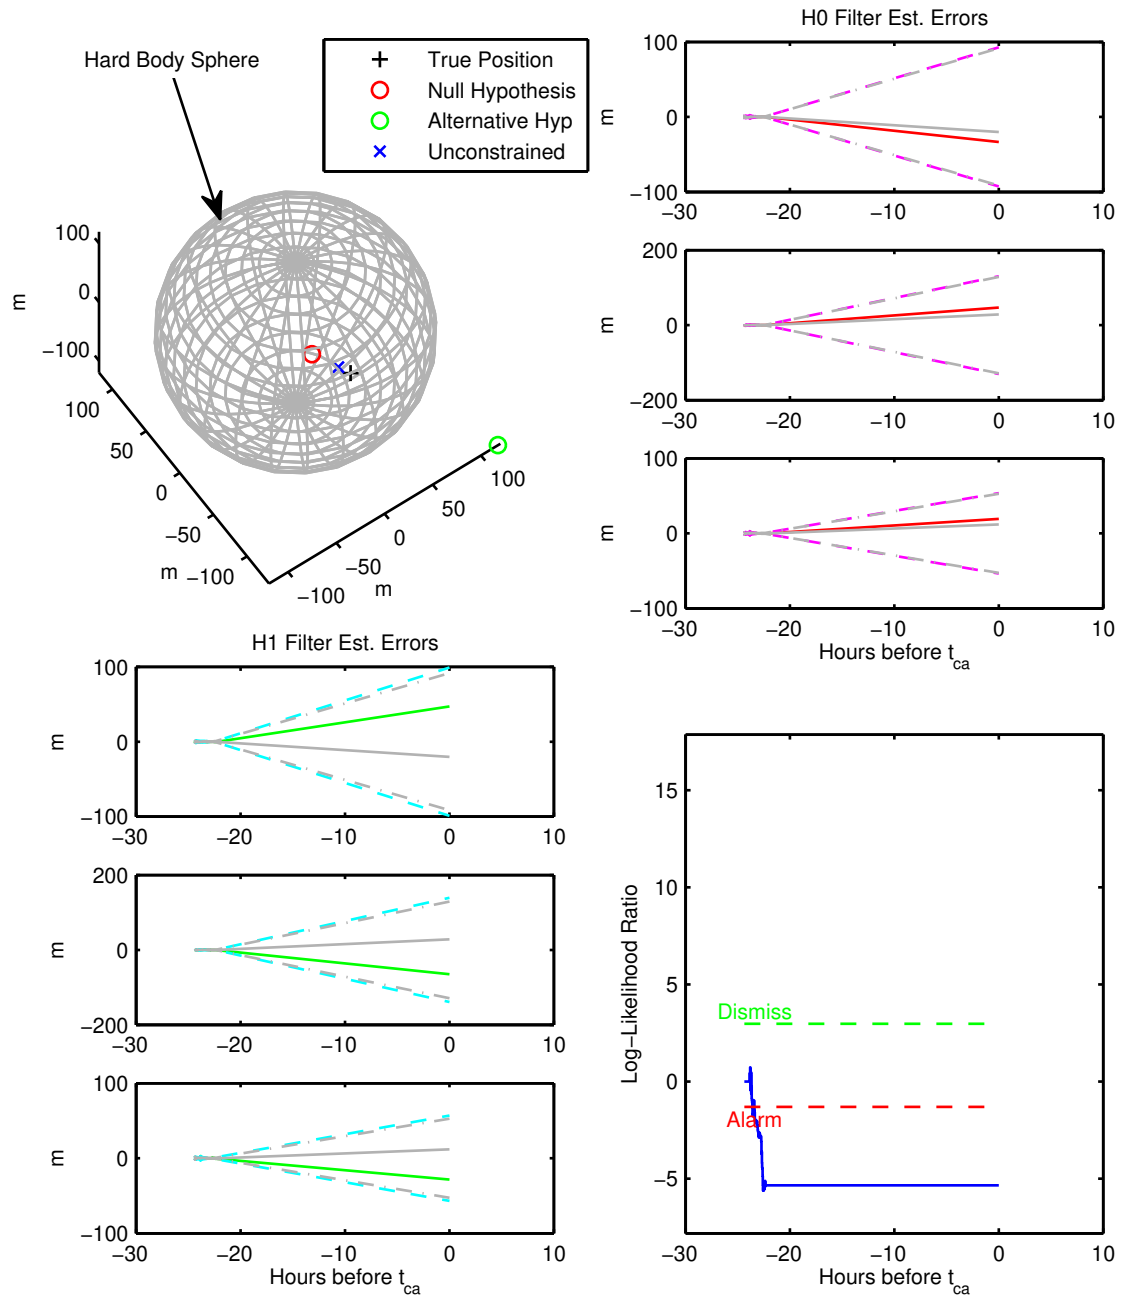 Hard Body Sphere
True Position
Null Hypothesis
Alternative Hyp
Unconstrained
100
0
−100
m
100
50
0
−50
−100
m
−100
−50
0
50
100
m
H0 Filter Est. Errors
100
0
−100
m
−30 −20 −10 0 10
200
0
−200
m
−30 −20 −10 0 10
100
0
−100
m
−30 −20 −10 0 10
Hours before tca
H1 Filter Est. Errors
100
0
−100
m
−30 −20 −10 0 10
200
0
−200
m
−30 −20 −10 0 10
100
0
−100
m
−30 −20 −10 0 10
Hours before tca
15
10
5
0
−5
Log−Likelihood Ratio
Dismiss
Alarm
−30 −20 −10 0 10
Hours before tca